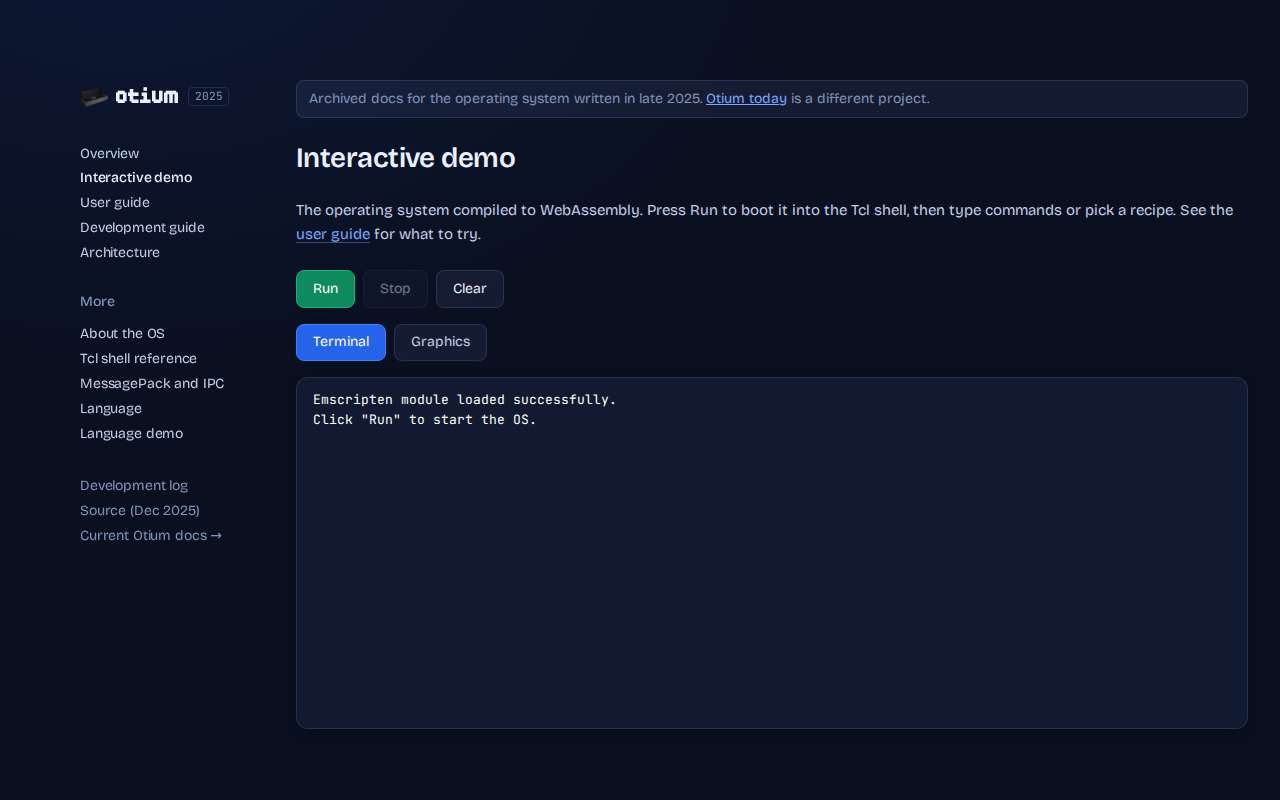 otium 2025
Overview
Interactive demo
User guide
Development guide
Architecture
More
About the OS
Tcl shell reference
MessagePack and IPC
Language
Language demo
Development log
Source (Dec 2025)
Current Otium docs →
Archived docs for the operating system written in late 2025. Otium today is a different project.
Interactive demo
The operating system compiled to WebAssembly. Press Run to boot it into the Tcl shell, then type commands or pick a recipe. See the
user guide for what to try.
Run Stop Clear
Terminal Graphics
Emscripten module loaded successfully.
Click "Run" to start the OS.